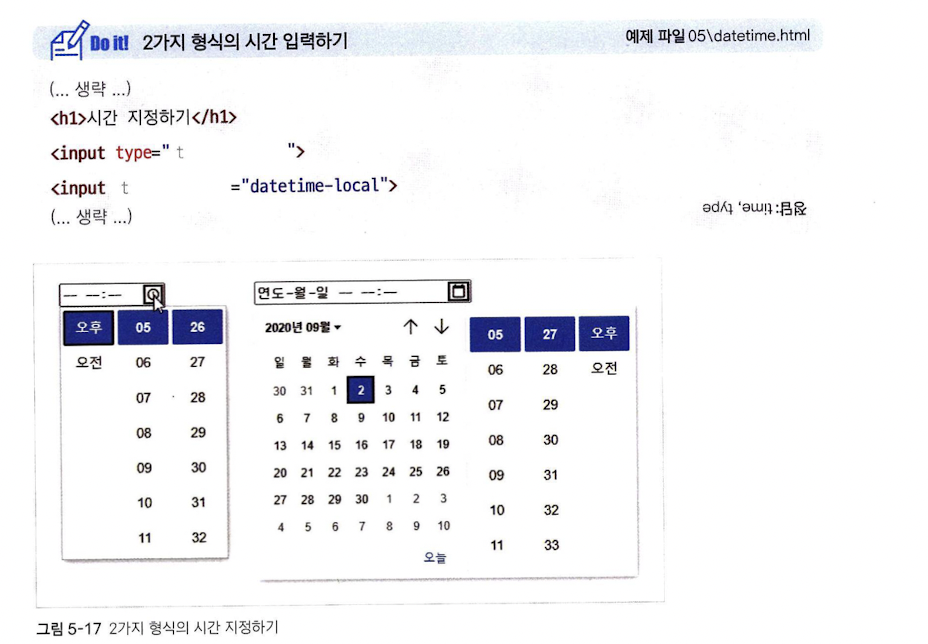 Do it! 2가지 형식의 시간 입력하기 예제 파일 05\datetime.html
(... 생략 ...)
<h1>시간 지정하기</h1>
<input type="t ">
<input t ="datetime-local">
(... 생략 ...)
정답: time, type
-- --:--
오후 05 26
오전 06 27
07 28
08 29
09 30
10 31
11 32
연도-월-일 -- --:--
2020년 09월
일 월 화 수 목 금 토
30 31 1 2 3 4 5
6 7 8 9 10 11 12
13 14 15 16 17 18 19
20 21 22 23 24 25 26
27 28 29 30 1 2 3
4 5 6 7 8 9 10
오늘
05 27 오후
06 28 오전
07 29
08 30
09 31
10 32
11 33
그림 5-17 2가지 형식의 시간 지정하기